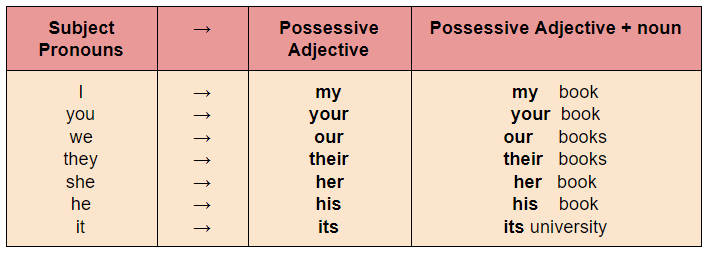 Subject Pronouns → Possessive Adjective Possessive Adjective + noun
I → my my book
you → your your book
we → our our books
they → their their books
she → her her book
he → his his book
it → its its university